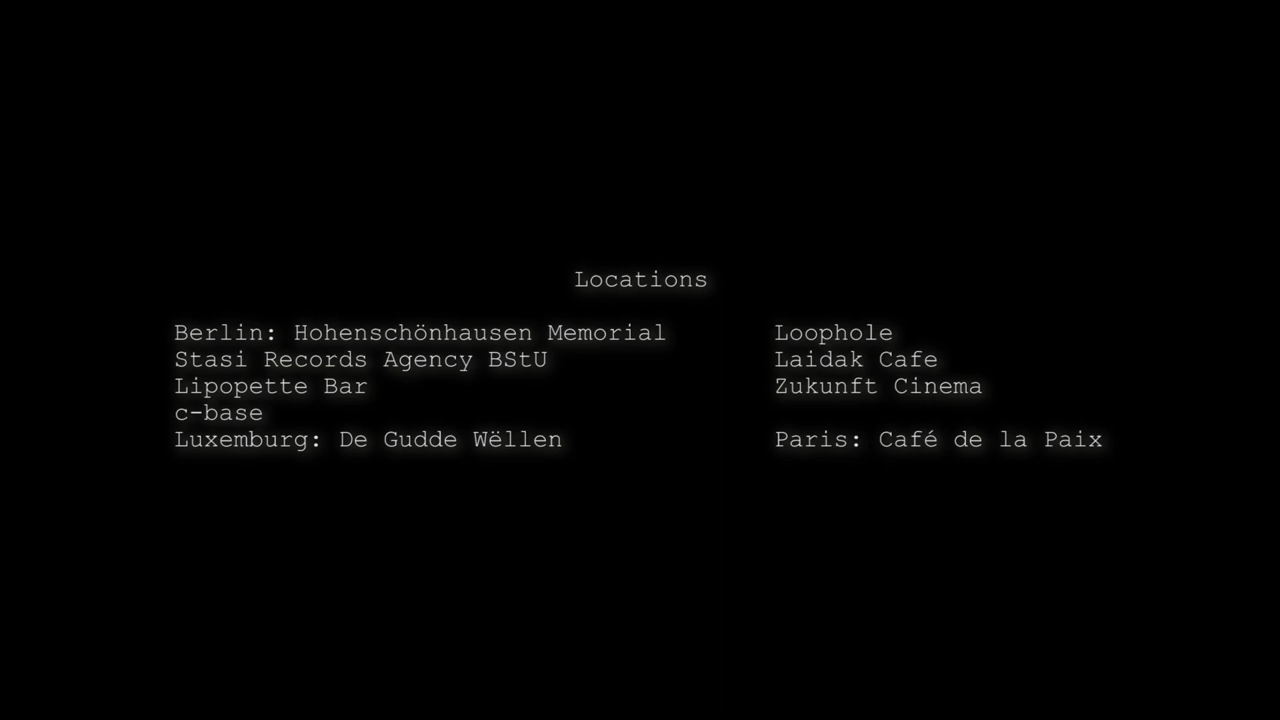 Locations
Berlin: Hohenschönhausen Memorial
Stasi Records Agency BStU
Lipopette Bar
c-base
Luxemburg: De Gudde Wëllen
Loophole
Laidak Cafe
Zukunft Cinema
Paris: Café de la Paix